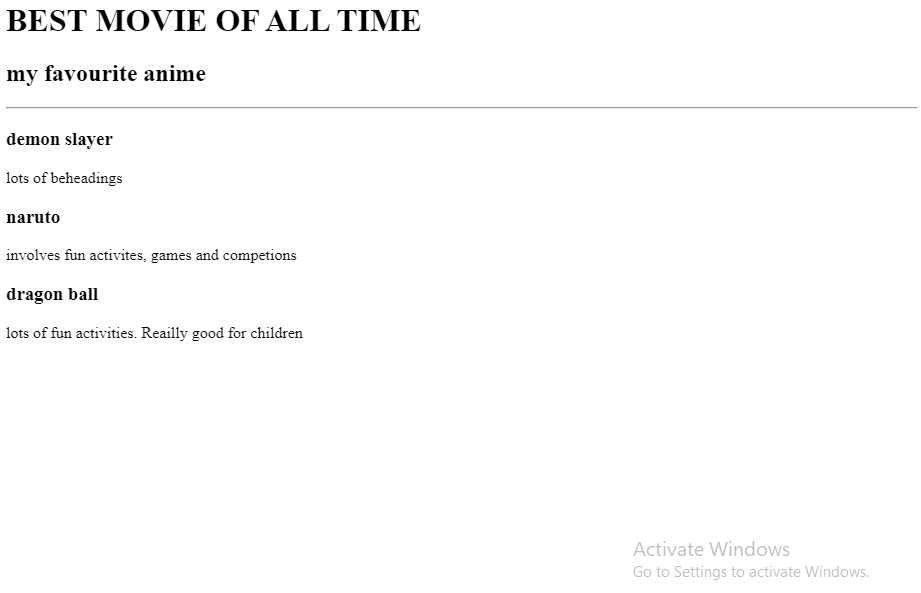 BEST MOVIE OF ALL TIME
my favourite anime
demon slayer
lots of beheadings
naruto
involves fun activites, games and competions
dragon ball
lots of fun activities. Reailly good for children
Activate Windows
Go to Settings to activate Windows.